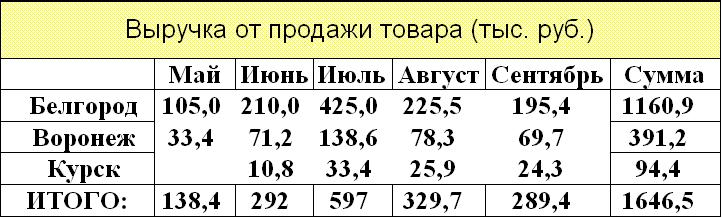 Выручка от продажи товара (тыс. руб.)
Май Июнь Июль Август Сентябрь Сумма
Белгород 105,0 210,0 425,0 225,5 195,4 1160,9
Воронеж 33,4 71,2 138,6 78,3 69,7 391,2
Курск 10,8 33,4 25,9 24,3 94,4
ИТОГО: 138,4 292 597 329,7 289,4 1646,5